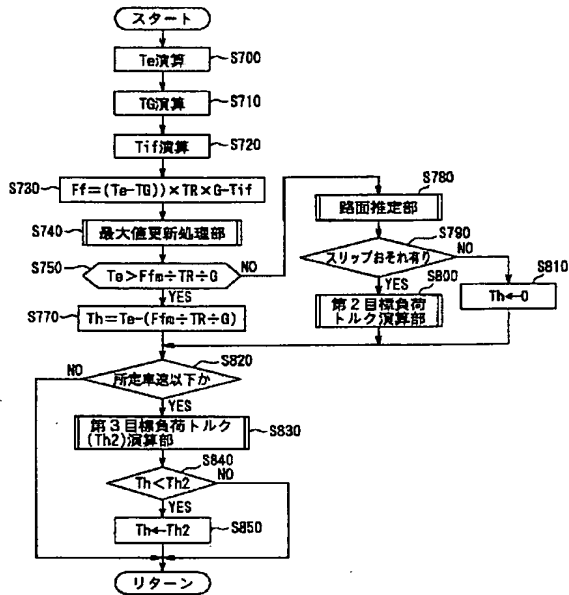 スタート
Te演算
S700
TG演算
S710
Tif演算
S720
S730
Ff=(Te-TG))×TR×G-Tif
S740
最大値更新処理部
S750
Te>Ffm÷TR÷G
NO
YES
S770
Th=Te-(Ffm÷TR÷G)
S780
路面推定部
S790
スリップおそれ有り
NO
YES
S800
第2目標負荷
トルク演算部
S810
Th←0
S820
NO
所定車速以下か
YES
第3目標負荷トルク
(Th2)演算部
S830
S840
Th<Th2
NO
YES
Th←Th2
S850
リターン